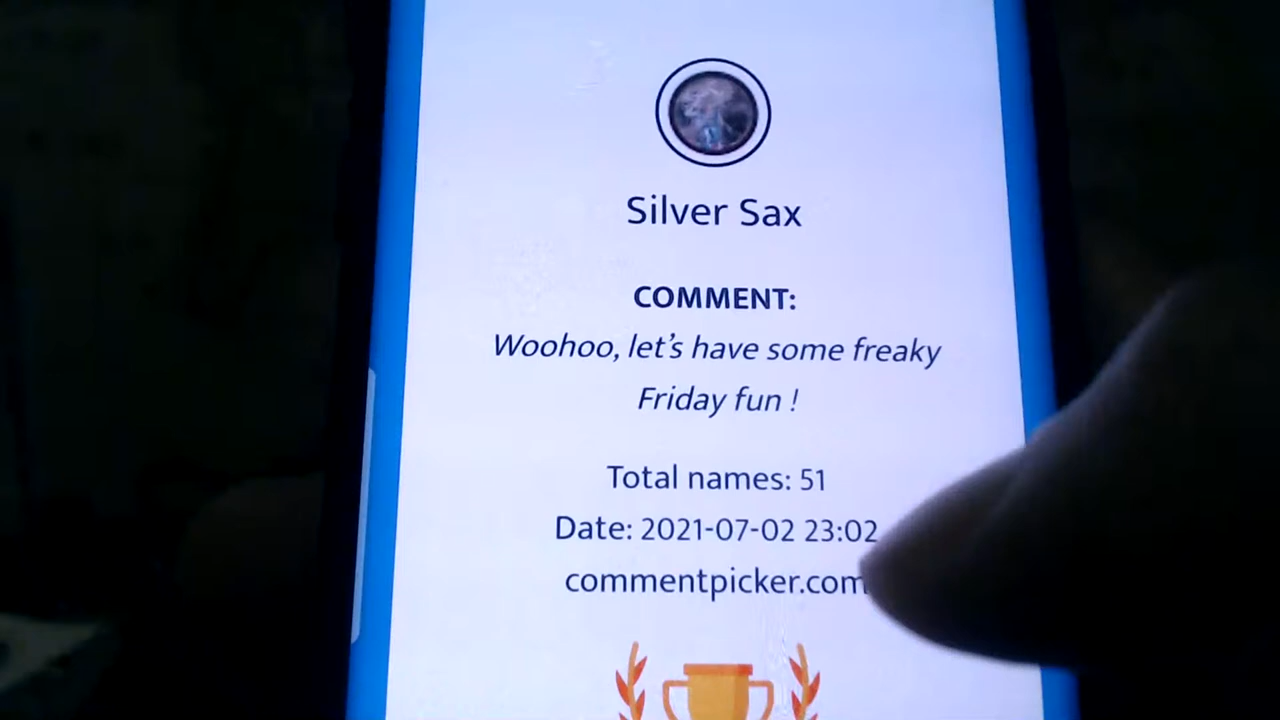 Silver Sax
COMMENT:
Woohoo, let's have some freaky
Friday fun !
Total names: 51
Date: 2021-07-02 23:02
commentpicker.com